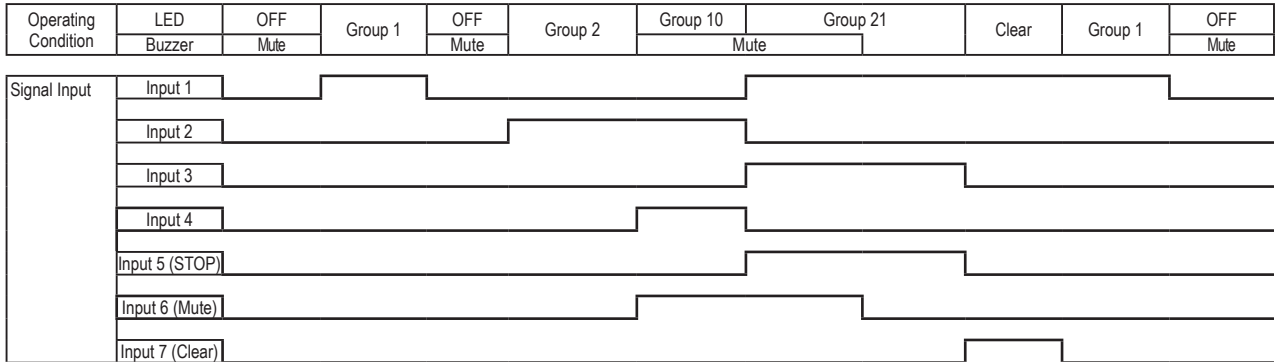 Operating Condition LED OFF Group 1 OFF Group 2 Group 10 Group 21 Clear Group 1 OFF
Buzzer Mute Mute Mute Mute
Signal Input Input 1
Input 2
Input 3
Input 4
Input 5 (STOP)
Input 6 (Mute)
Input 7 (Clear)